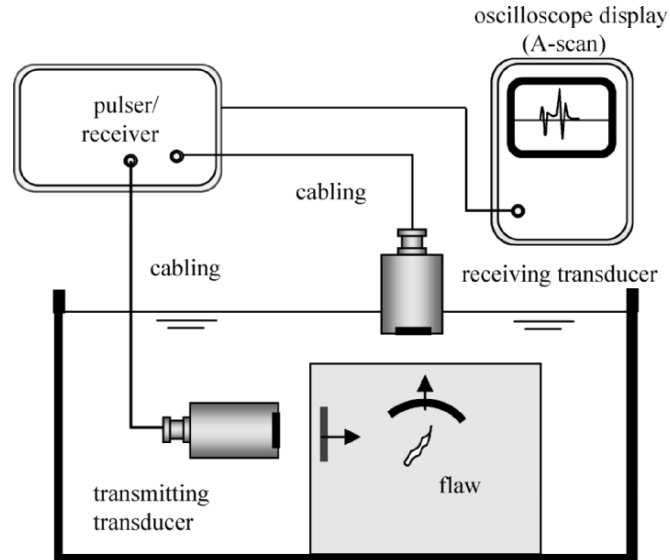 oscilloscope display
(A-scan)
pulser/
receiver
cabling
cabling
receiving transducer
transmitting
transducer
flaw